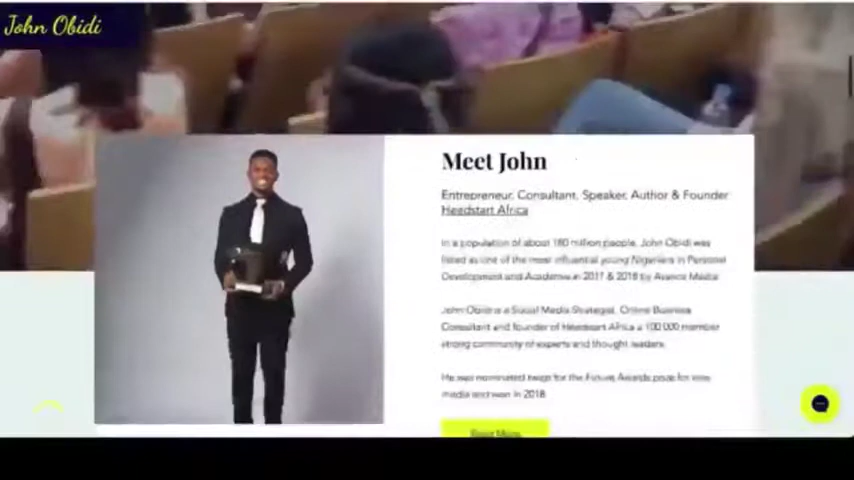 John Obidi
Meet John
Entrepreneur, Consultant, Speaker, Author & Founder
Headstart Africa
In a population of about 180 million people, John Obidi was
listed as one of the most influential young Nigerians in Personal
Development and Academia in 2017 & 2018 by Avance Media
John Obidi is a Social Media Strategist, Online Business
Consultant and founder of Headstart Africa a 100,000 member
strong community of experts and thought leaders.
He was nominated twice for the Future Awards prize for new
media and won in 2018
Read More